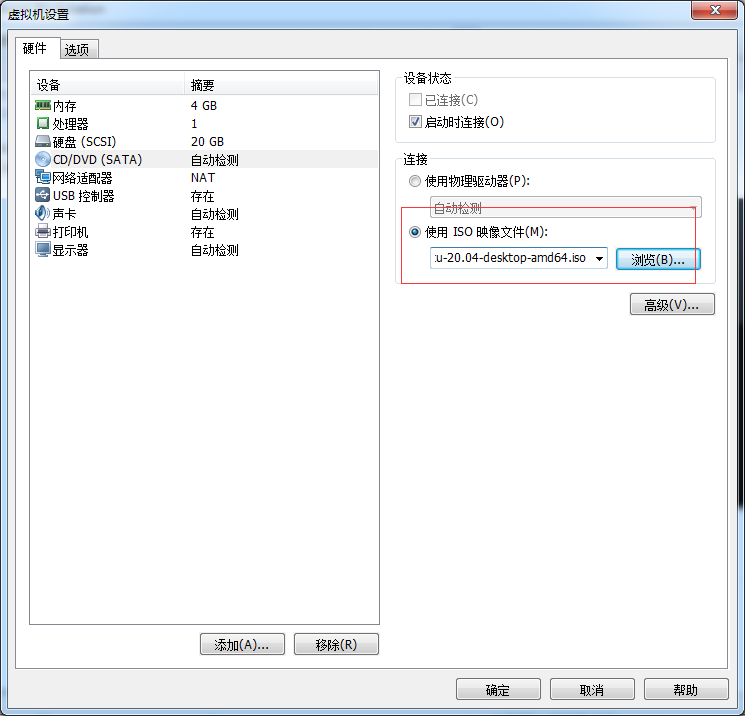 虚拟机设置
硬件 选项
设备 摘要
内存 4 GB
处理器 1
硬盘 (SCSI) 20 GB
CD/DVD (SATA) 自动检测
网络适配器 NAT
USB 控制器 存在
声卡 自动检测
打印机 存在
显示器 自动检测
添加(A)... 移除(R)
设备状态
已连接(C)
启动时连接(O)
连接
使用物理驱动器(P):
自动检测
使用 ISO 映像文件(M):
:u-20.04-desktop-amd64.iso 浏览(B)...
高级(V)...
确定 取消 帮助